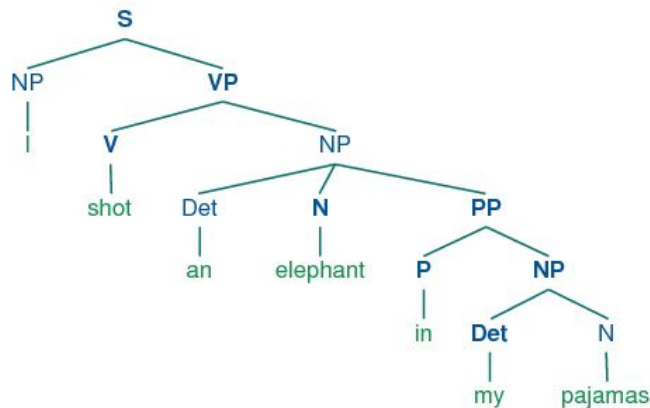 S
NP VP
I V NP
shot Det N PP
an elephant P NP
in Det N
my pajamas